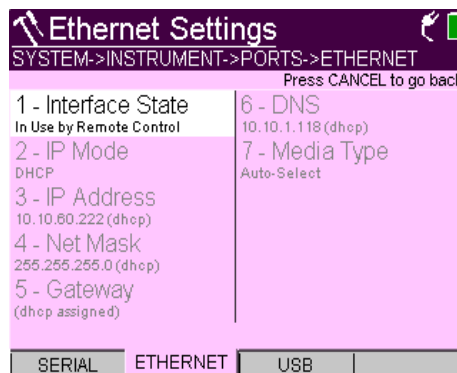 Ethernet Settings
SYSTEM->INSTRUMENT->PORTS->ETHERNET
Press CANCEL to go back
1 - Interface State
In Use by Remote Control
2 - IP Mode
DHCP
3 - IP Address
10.10.60.222 (dhcp)
4 - Net Mask
255.255.255.0 (dhcp)
5 - Gateway
(dhcp assigned)
6 - DNS
10.10.1.118 (dhcp)
7 - Media Type
Auto-Select
SERIAL ETHERNET USB